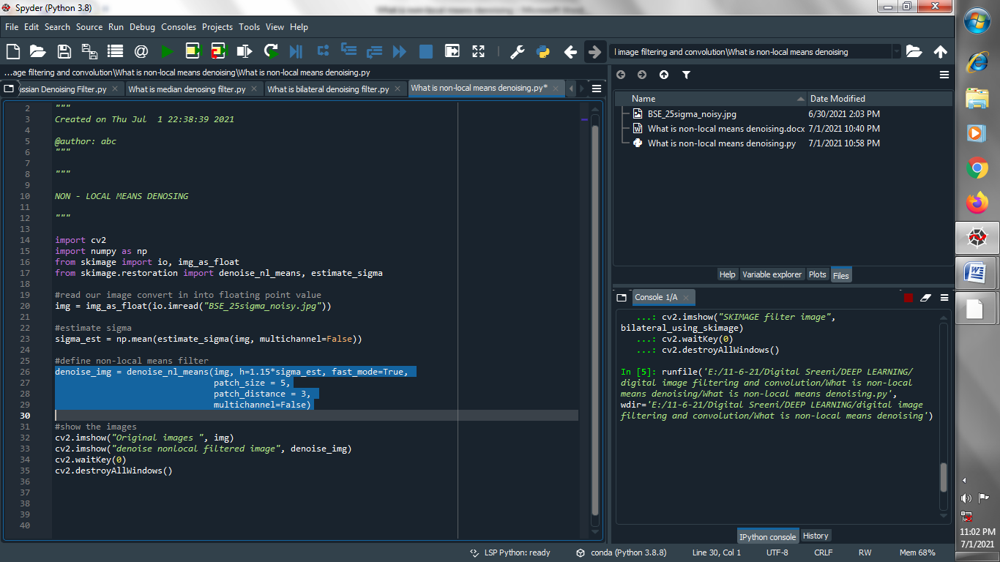 Spyder (Python 3.8)
File Edit Search Source Run Debug Consoles Projects Tools View Help
l image filtering and convolution\What is non-local means denoising
...age filtering and convolution\What is non-local means denoising\What is non-local means denoising.py
ssian Denoising Filter.py
What is median denosing filter.py
What is bilateral denoising filter.py
What is non-local means denoising.py*
2 """
3 Created on Thu Jul  1 22:38:39 2021
4
5 @author: abc
6 """
7
8 """
9
10 NON - LOCAL MEANS DENOSING
11
12 """
13
14 import cv2
15 import numpy as np
16 from skimage import io, img_as_float
17 from skimage.restoration import denoise_nl_means, estimate_sigma
18
19 #read our image convert in into floating point value
20 img = img_as_float(io.imread("BSE_25sigma_noisy.jpg"))
21
22 #estimate sigma
23 sigma_est = np.mean(estimate_sigma(img, multichannel=False))
24
25 #define non-local means filter
26 denoise_img = denoise_nl_means(img, h=1.15*sigma_est, fast_mode=True,
27 patch_size = 5,
28 patch_distance = 3,
29 multichannel=False)
30
31 #show the images
32 cv2.imshow("Original images ", img)
33 cv2.imshow("denoise nonlocal filtered image", denoise_img)
34 cv2.waitKey(0)
35 cv2.destroyAllWindows()
36
37
38
39
40
Name Date Modified
BSE_25sigma_noisy.jpg 6/30/2021 2:03 PM
What is non-local means denoising.docx 7/1/2021 10:40 PM
What is non-local means denoising.py 7/1/2021 10:58 PM
Help Variable explorer Plots Files
Console 1/A
...: cv2.imshow("SKIMAGE filter image",
bilateral_using_skimage)
...: cv2.waitKey(0)
...: cv2.destroyAllWindows()
In [5]: runfile('E:/11-6-21/Digital Sreeni/DEEP LEARNING/
digital image filtering and convolution/What is non-local
means denoising/What is non-local means denoising.py',
wdir='E:/11-6-21/Digital Sreeni/DEEP LEARNING/digital image
filtering and convolution/What is non-local means denoising')
IPython console History
LSP Python: ready conda (Python 3.8.8) Line 30, Col 1 UTF-8 CRLF RW Mem 68%
11:02 PM
7/1/2021